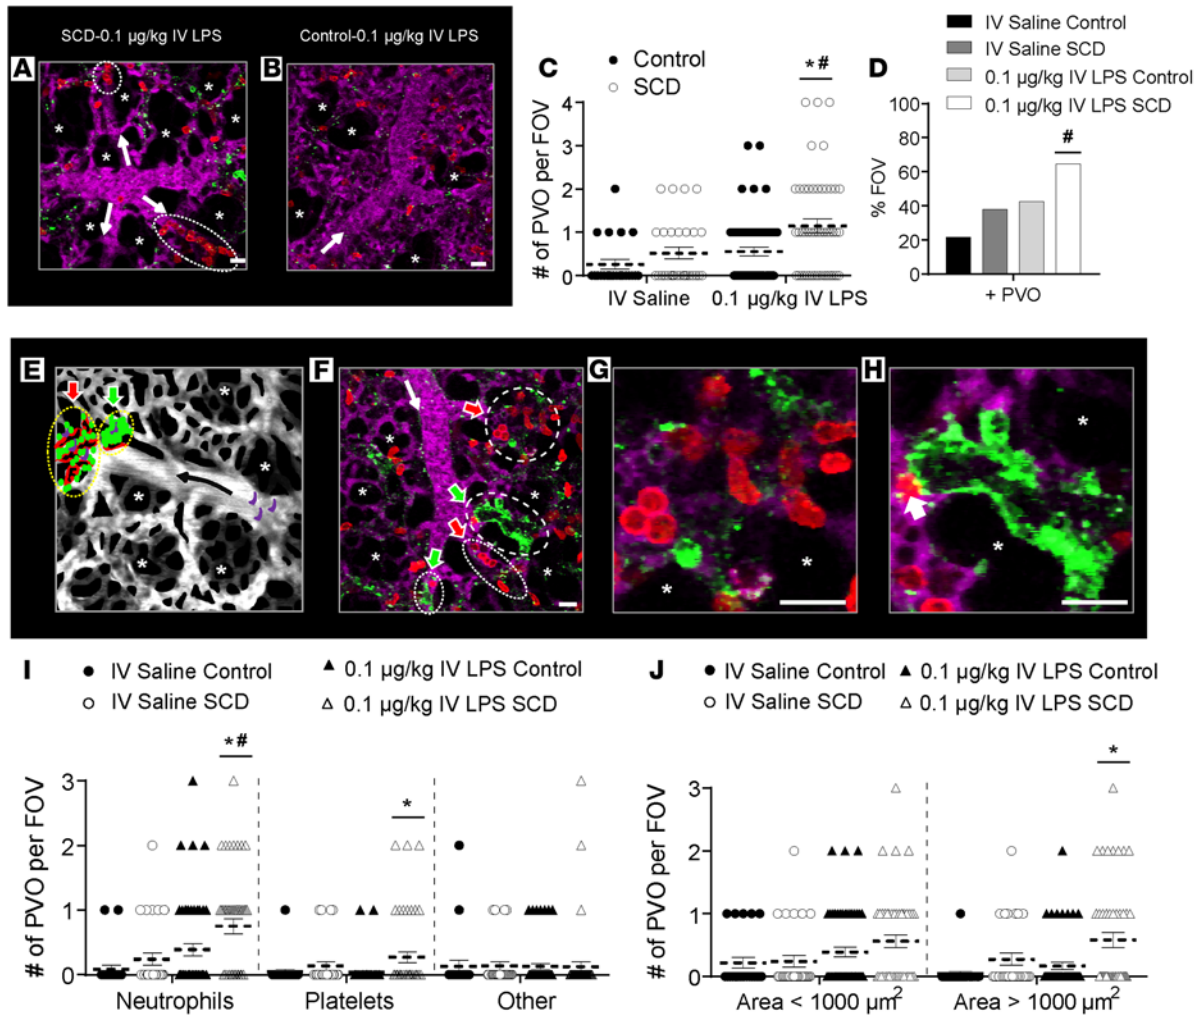 SCD-0.1 µg/kg IV LPS
Control-0.1 µg/kg IV LPS
A
B
* * * * * * * *
* * * * *
C
Control
SCD
* #
# of PVO per FOV
4
3
2
1
0
IV Saline
0.1 µg/kg IV LPS
D
IV Saline Control
IV Saline SCD
0.1 µg/kg IV LPS Control
0.1 µg/kg IV LPS SCD
#
% FOV
100
80
60
40
20
0
+ PVO
E
F
G
H
* * * * *
* * * * * *
* *
* *
I
IV Saline Control
IV Saline SCD
0.1 µg/kg IV LPS Control
0.1 µg/kg IV LPS SCD
*#
*
# of PVO per FOV
3
2
1
0
Neutrophils
Platelets
Other
J
IV Saline Control
IV Saline SCD
0.1 µg/kg IV LPS Control
0.1 µg/kg IV LPS SCD
*
# of PVO per FOV
3
2
1
0
Area < 1000 µm²
Area > 1000 µm²